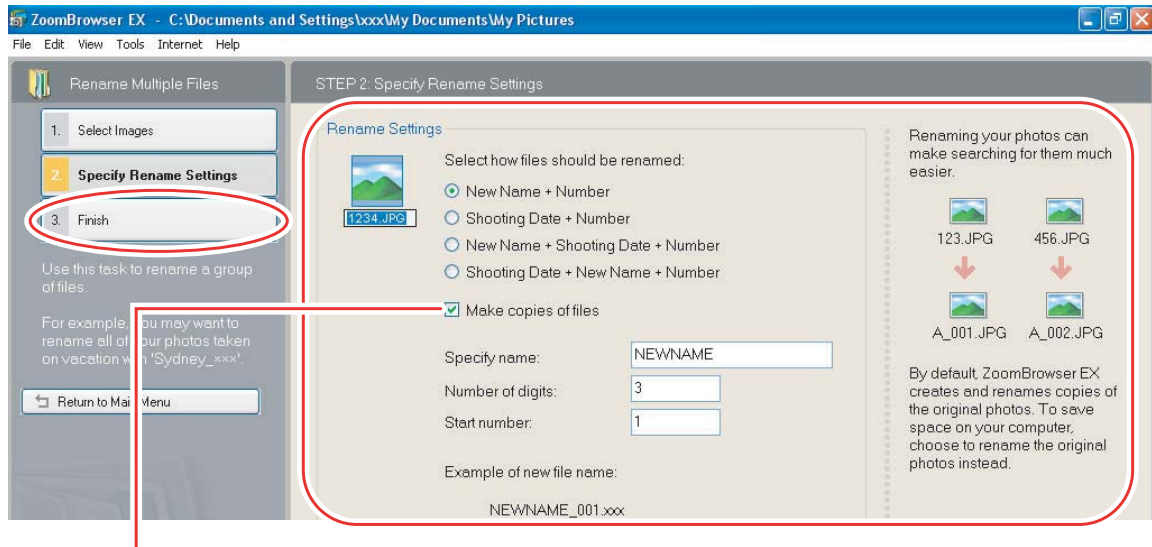 ZoomBrowser EX - C:\Documents and Settings\xxx\My Documents\My Pictures
File Edit View Tools Internet Help
Rename Multiple Files
1. Select Images
2. Specify Rename Settings
3. Finish
Use this task to rename a group
of files.
For example, you may want to
rename all of your photos taken
on vacation with 'Sydney_×××'.
Return to Main Menu
STEP 2: Specify Rename Settings
Rename Settings
1234.JPG
Select how files should be renamed:
New Name + Number
Shooting Date + Number
New Name + Shooting Date + Number
Shooting Date + New Name + Number
Make copies of files
Specify name: NEWNAME
Number of digits: 3
Start number: 1
Example of new file name:
NEWNAME_001.xxx
Renaming your photos can
make searching for them much
easier.
123.JPG 456.JPG
A_001.JPG A_002.JPG
By default, ZoomBrowser EX
creates and renames copies of
the original photos. To save
space on your computer,
choose to rename the original
photos instead.